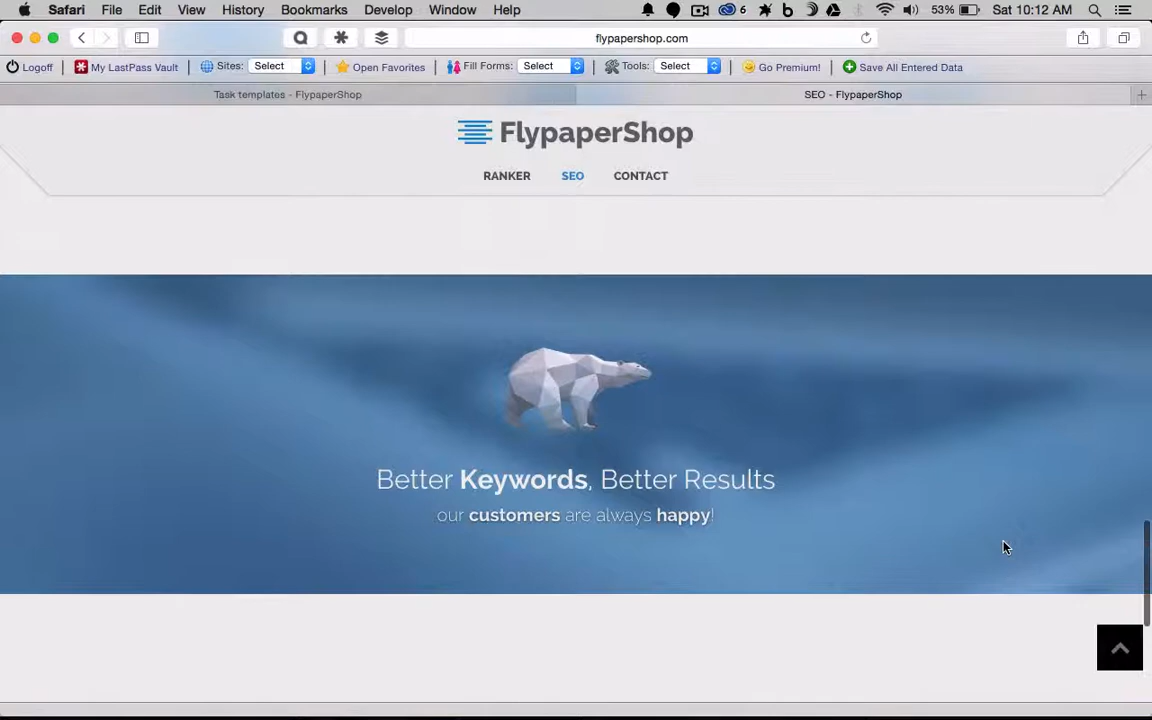 Safari File Edit View History Bookmarks Develop Window Help 6 53% Sat 10:12 AM
flypapershop.com
Logoff | My LastPass Vault | Sites: Select | Open Favorites | Fill Forms: Select | Tools: Select | Go Premium! | Save All Entered Data
Task templates - FlypaperShop SEO - FlypaperShop
FlypaperShop
RANKER SEO CONTACT
Better Keywords, Better Results
our customers are always happy!